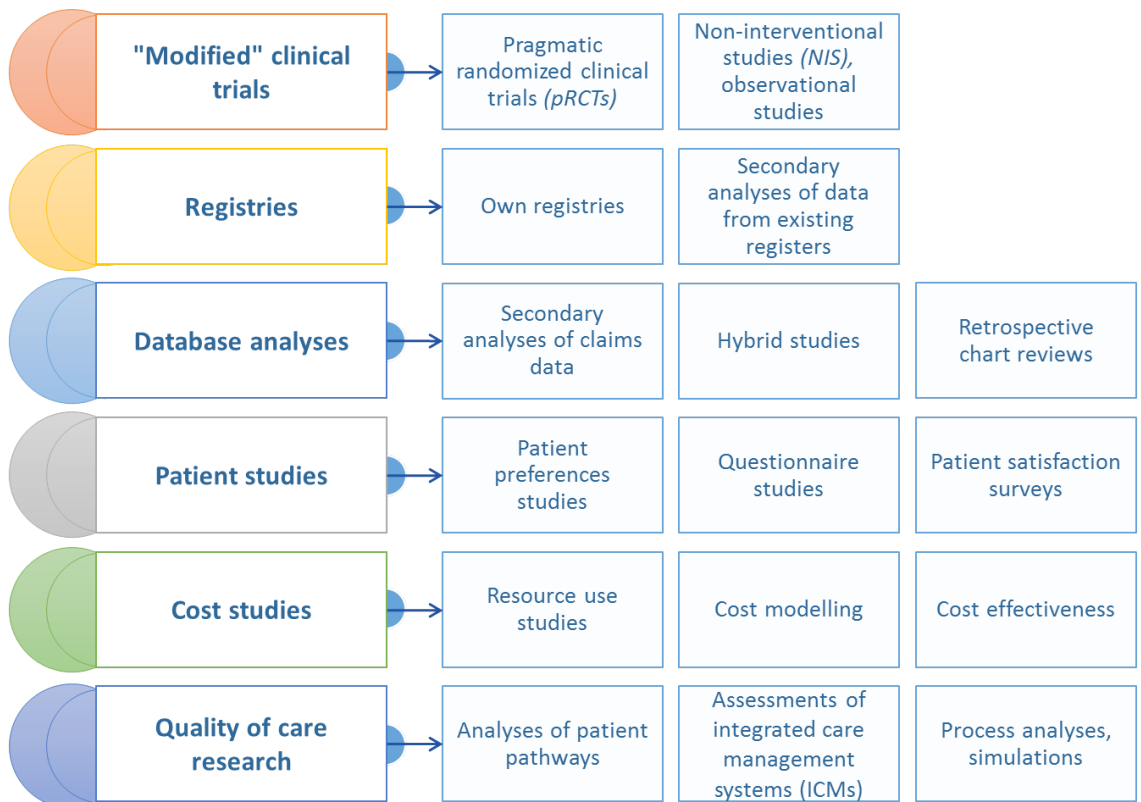 "Modified" clinical
trials
Pragmatic
randomized clinical
trials (pRCTs)
Non-interventional
studies (NIS),
observational
studies
Registries
Own registries
Secondary
analyses of data
from existing
registers
Database analyses
Secondary
analyses of claims
data
Hybrid studies
Retrospective
chart reviews
Patient studies
Patient
preferences
studies
Questionnaire
studies
Patient satisfaction
surveys
Cost studies
Resource use
studies
Cost modelling
Cost effectiveness
Quality of care
research
Analyses of patient
pathways
Assessments of
integrated care
management
systems (ICMs)
Process analyses,
simulations